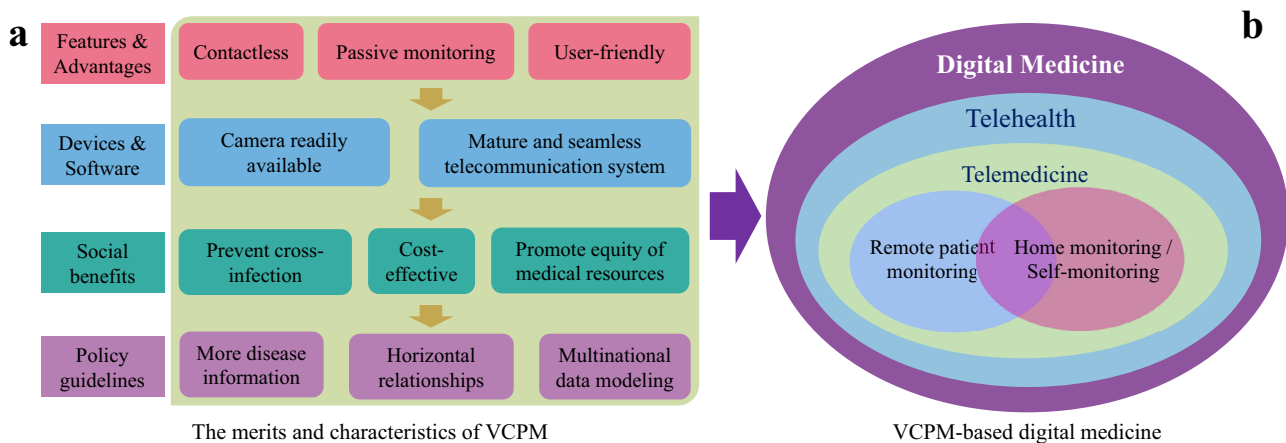 a
Features &
Advantages
Contactless
Passive monitoring
User-friendly
Devices &
Software
Camera readily
available
Mature and seamless
telecommunication system
Social
benefits
Prevent cross-
infection
Cost-
effective
Promote equity of
medical resources
Policy
guidelines
More disease
information
Horizontal
relationships
Multinational
data modeling
The merits and characteristics of VCPM
b
Digital Medicine
Telehealth
Telemedicine
Remote patient
monitoring
Home monitoring /
Self-monitoring
VCPM-based digital medicine